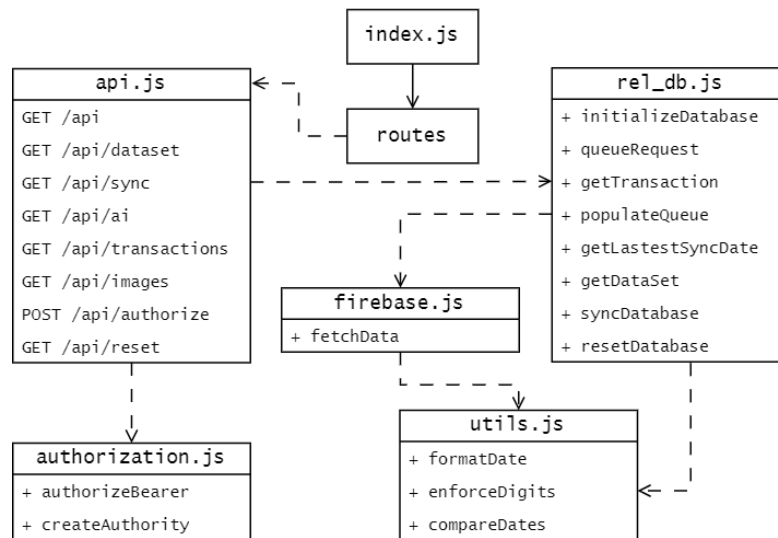 index.js
routes
api.js
GET /api
GET /api/dataset
GET /api/sync
GET /api/ai
GET /api/transactions
GET /api/images
POST /api/authorize
GET /api/reset
rel_db.js
+ initializeDatabase
+ queueRequest
+ getTransaction
+ populateQueue
+ getLastestSyncDate
+ getDataSet
+ syncDatabase
+ resetDatabase
firebase.js
+ fetchData
authorization.js
+ authorizeBearer
+ createAuthority
utils.js
+ formatDate
+ enforceDigits
+ compareDates